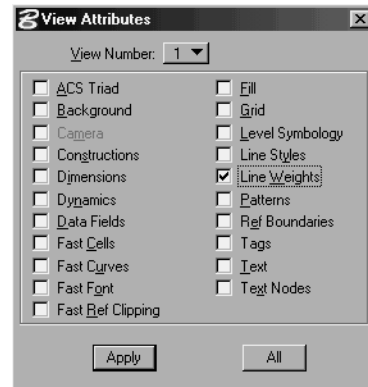 View Attributes
View Number: 1
ACS Triad
Background
Camera
Constructions
Dimensions
Dynamics
Data Fields
Fast Cells
Fast Curves
Fast Font
Fast Ref Clipping
Fill
Grid
Level Symbology
Line Styles
Line Weights
Patterns
Ref Boundaries
Tags
Text
Text Nodes
Apply
All